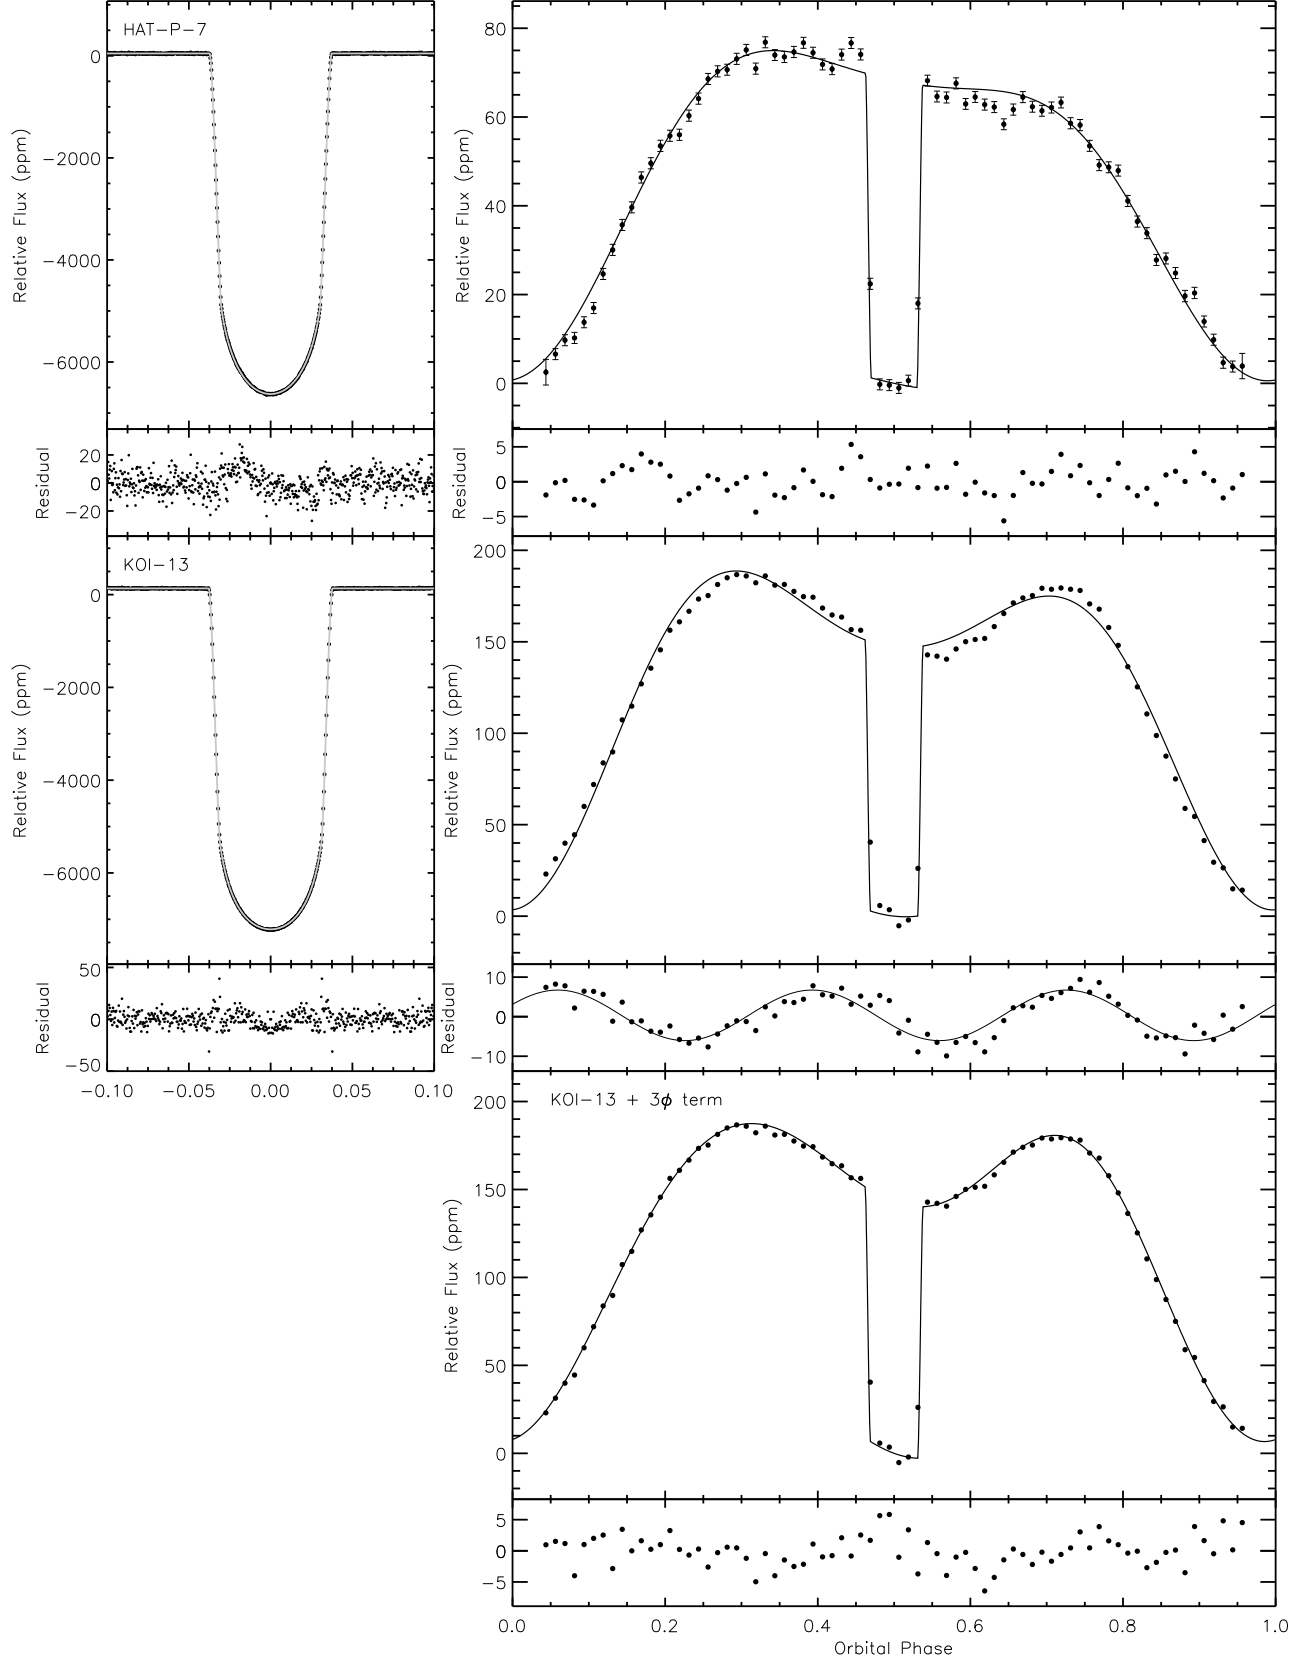 HAT-P-7
0
-2000
-4000
-6000
Relative Flux (ppm)
80
60
40
20
0
Relative Flux (ppm)
20
0
-20
Residual
5
0
-5
Residual
KOI-13
0
-2000
-4000
-6000
Relative Flux (ppm)
200
150
100
50
0
Relative Flux (ppm)
50
0
-50
Residual
-0.10 -0.05 0.00 0.05 0.10
10
0
-10
Residual
KOI-13 + 3ϕ term
200
150
100
50
0
Relative Flux (ppm)
5
0
-5
0.0 0.2 0.4 0.6 0.8 1.0
Orbital Phase